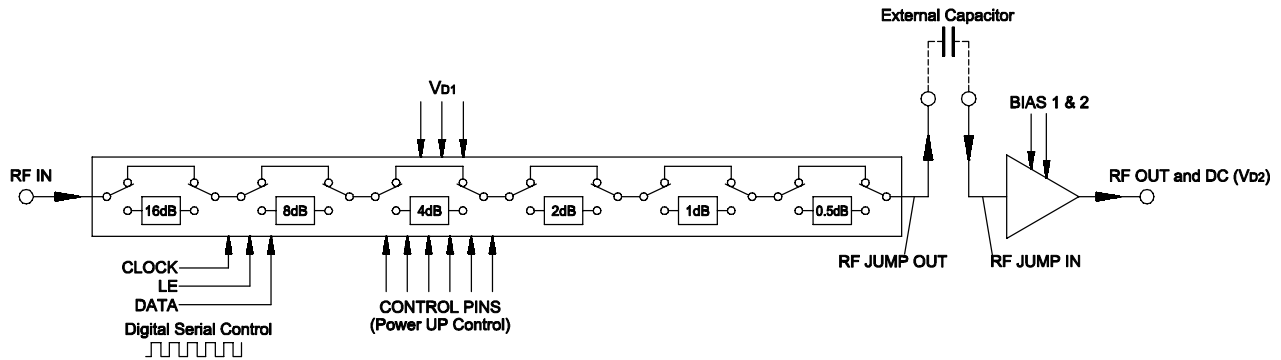 External Capacitor
VD1
BIAS 1 & 2
RF IN
RF OUT and DC (VD2)
16dB
8dB
4dB
2dB
1dB
0.5dB
RF JUMP OUT
RF JUMP IN
CLOCK
LE
DATA
CONTROL PINS
(Power UP Control)
Digital Serial Control